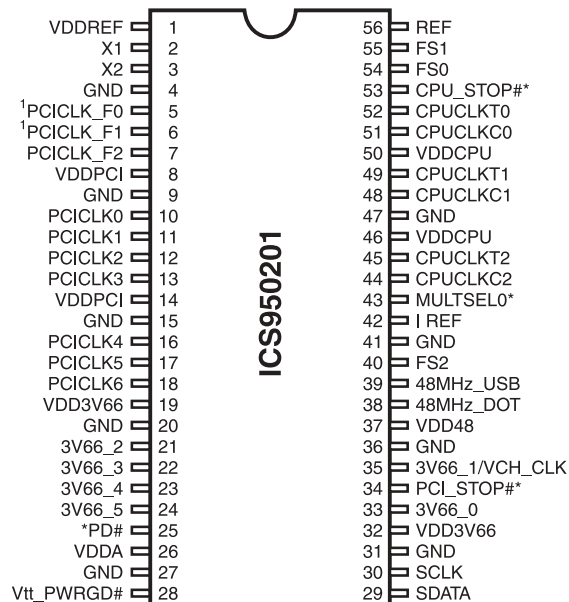 VDDREF 1 56 REF
X1 2 55 FS1
X2 3 54 FS0
GND 4 53 CPU_STOP#*
¹PCICLK_F0 5 52 CPUCLKT0
¹PCICLK_F1 6 51 CPUCLKC0
PCICLK_F2 7 50 VDDCPU
VDDPCI 8 49 CPUCLKT1
GND 9 48 CPUCLKC1
PCICLK0 10 47 GND
PCICLK1 11 46 VDDCPU
PCICLK2 12 45 CPUCLKT2
PCICLK3 13 44 CPUCLKC2
VDDPCI 14 43 MULTSEL0*
GND 15 42 I REF
PCICLK4 16 41 GND
PCICLK5 17 40 FS2
PCICLK6 18 39 48MHz_USB
VDD3V66 19 38 48MHz_DOT
GND 20 37 VDD48
3V66_2 21 36 GND
3V66_3 22 35 3V66_1/VCH_CLK
3V66_4 23 34 PCI_STOP#*
3V66_5 24 33 3V66_0
*PD# 25 32 VDD3V66
VDDA 26 31 GND
GND 27 30 SCLK
Vtt_PWRGD# 28 29 SDATA
ICS950201